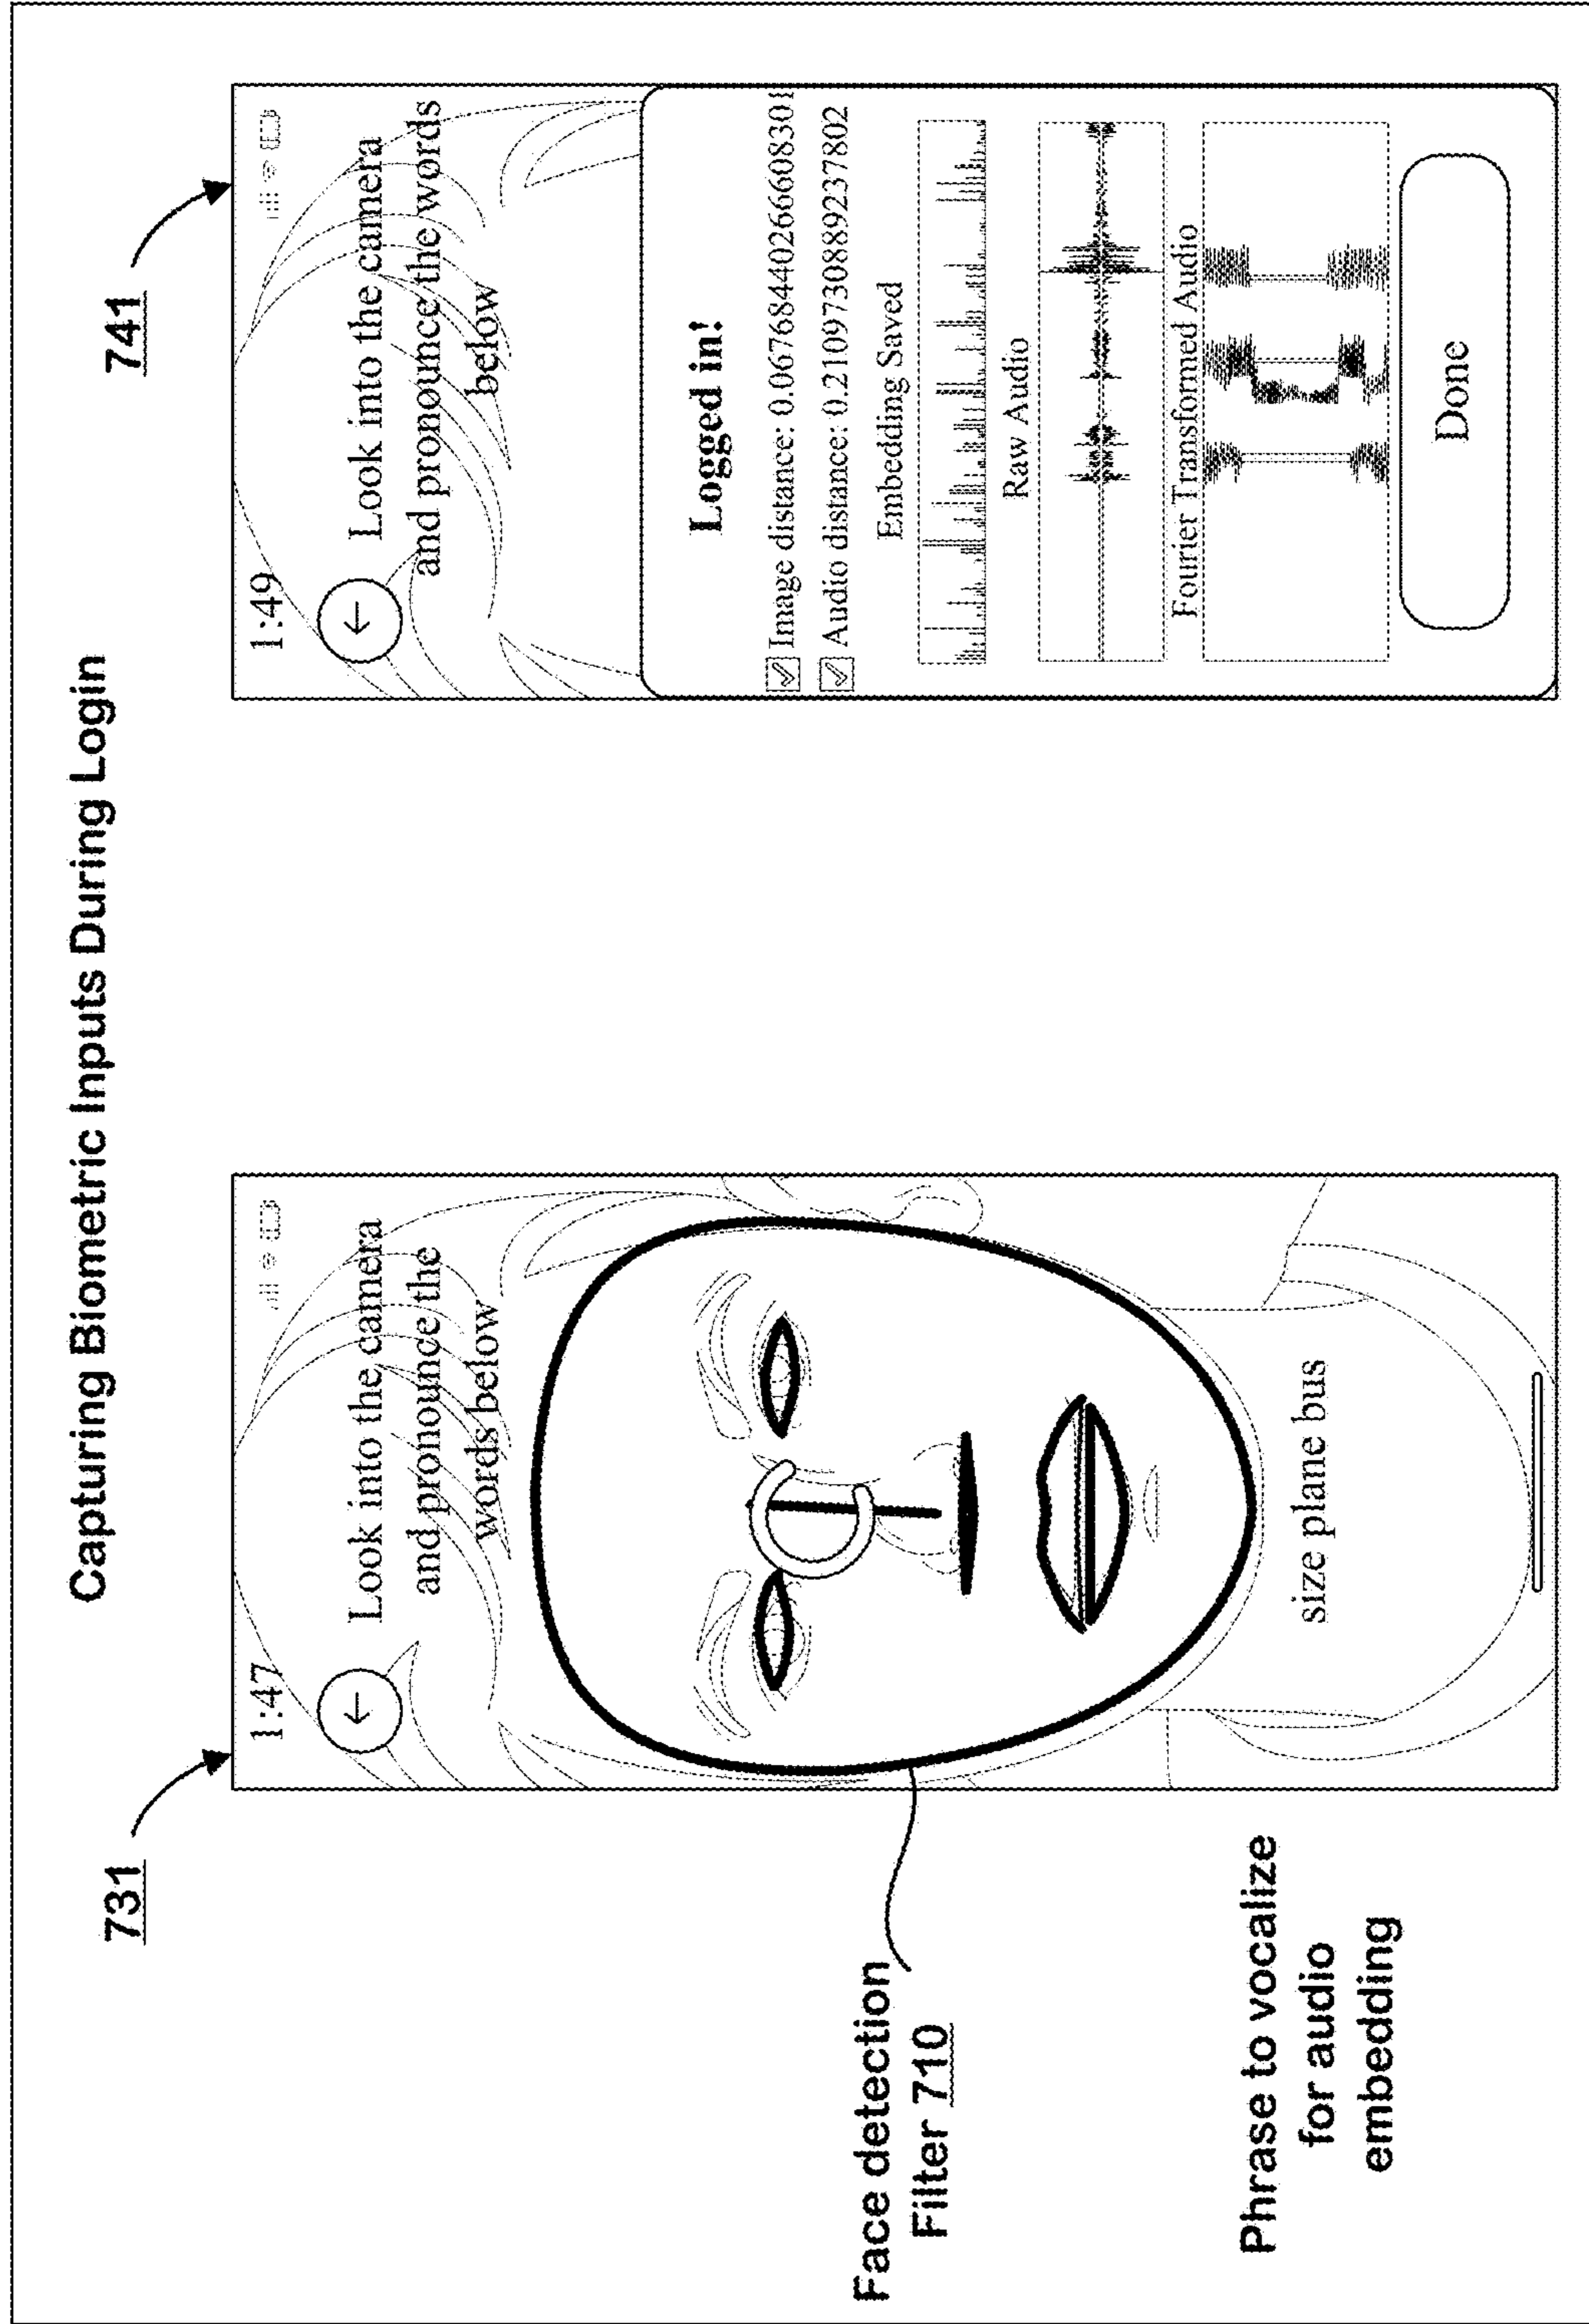 Capturing Biometric Inputs During Login
731
1:47
Look into the camera
and pronounce the
words below
size plane bus
Face detection
Filter 710
Phrase to vocalize
for audio
embedding
741
1:49
Look into the camera
and pronounce the words
below
Logged in!
Image distance: 0.0676844026660830
Audio distance: 0.2109730889237802
Embedding Saved
Raw Audio
Fourier Transfomed Audio
Done